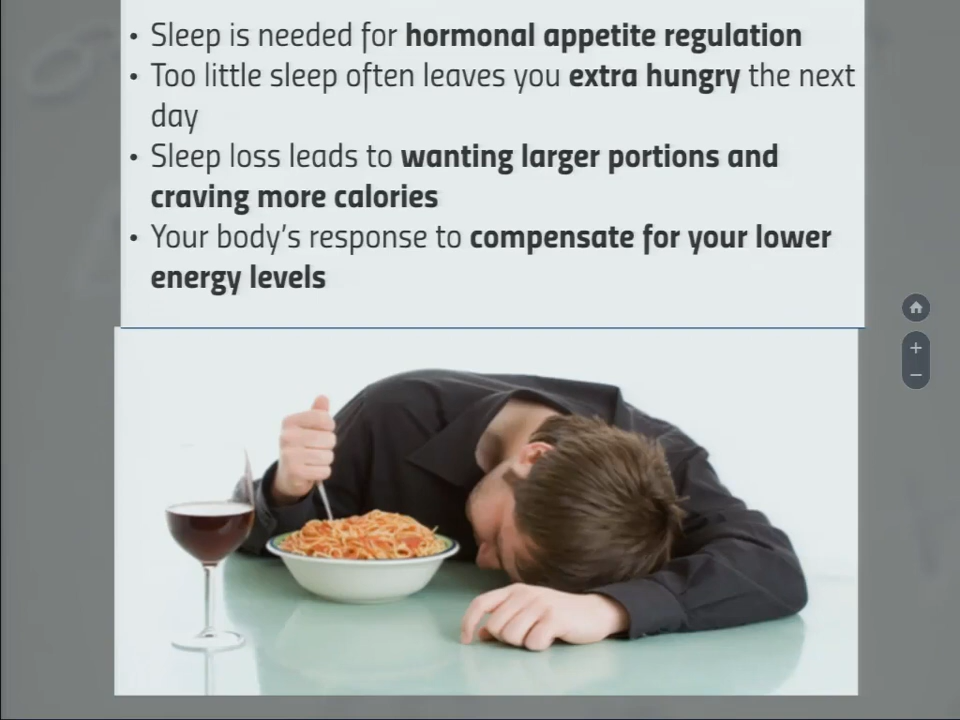 • Sleep is needed for hormonal appetite regulation
• Too little sleep often leaves you extra hungry the next
day
• Sleep loss leads to wanting larger portions and
craving more calories
• Your body's response to compensate for your lower
energy levels